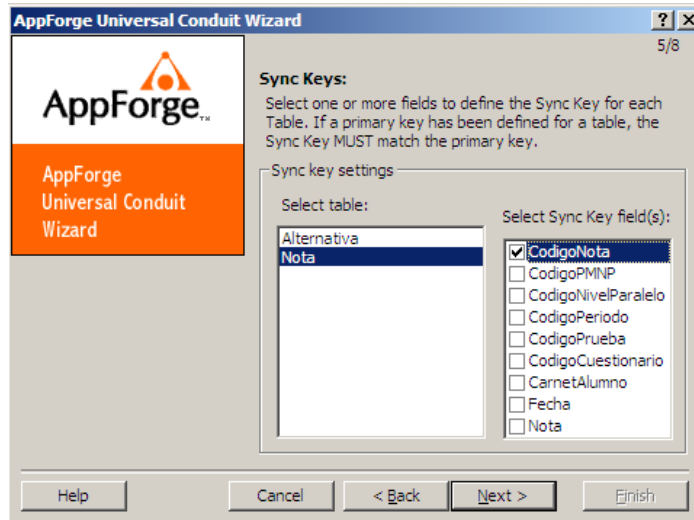 AppForge Universal Conduit Wizard
5/8
AppForge™
AppForge
Universal Conduit
Wizard
Sync Keys:
Select one or more fields to define the Sync Key for each
Table. If a primary key has been defined for a table, the
Sync Key MUST match the primary key.
Sync key settings
Select table:
Alternativa
Nota
Select Sync Key field(s):
CodigoNota
CodigoPMNP
CodigoNivelParalelo
CodigoPeriodo
CodigoPrueba
CodigoCuestionario
CarnetAlumno
Fecha
Nota
Help
Cancel
< Back
Next >
Finish